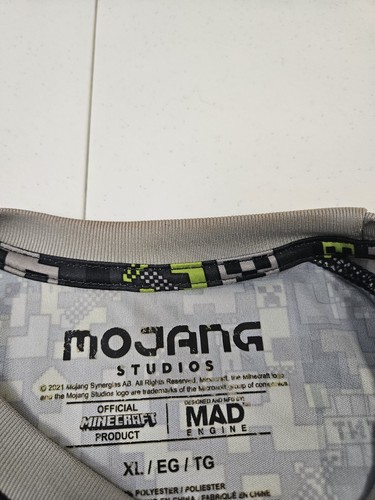 MOJANG
STUDIOS
© 2021 Mojang Synergies AB. All Rights Reserved. Minecraft, the Minecraft logo
and the Mojang Studios logo are trademarks of the Microsoft group of companies.
OFFICIAL
MINECRAFT
PRODUCT
DESIGNED AND MFG BY:
MAD
ENGINE
XL / EG / TG
POLYESTER / POLIESTER
TNT